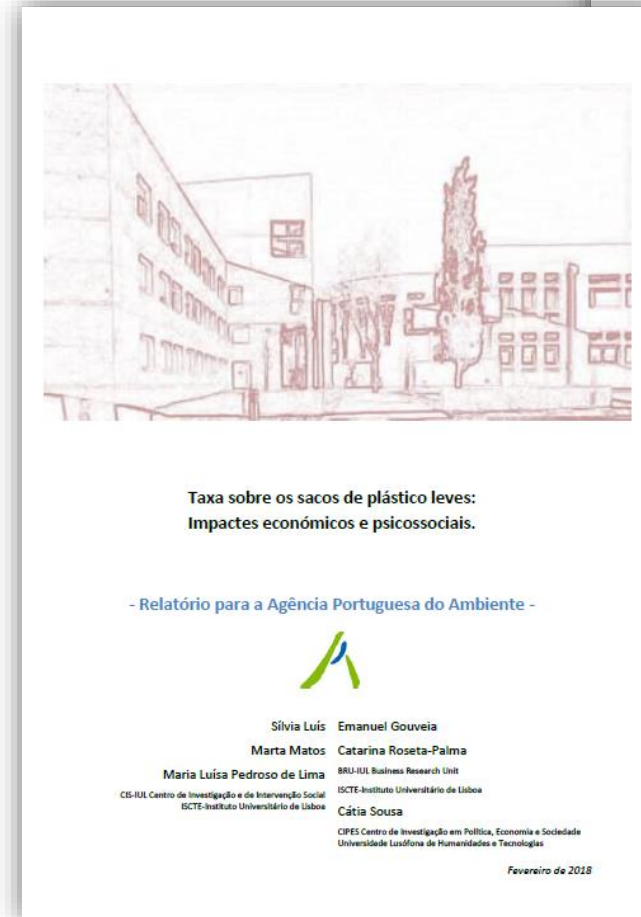 Taxa sobre os sacos de plástico leves:
Impactes económicos e psicossociais.
- Relatório para a Agência Portuguesa do Ambiente -
Sílvia Luís
Marta Matos
Maria Luísa Pedroso de Lima
CIS-IUL Centro de Investigação e de Intervenção Social
ISCTE-Instituto Universitário de Lisboa
Emanuel Gouveia
Catarina Roseta-Palma
BRU-IUL Business Research Unit
ISCTE-Instituto Universitário de Lisboa
Cátia Sousa
CIPES Centro de Investigação em Política, Economia e Sociedade
Universidade Lusófona de Humanidades e Tecnologias
Fevereiro de 2018